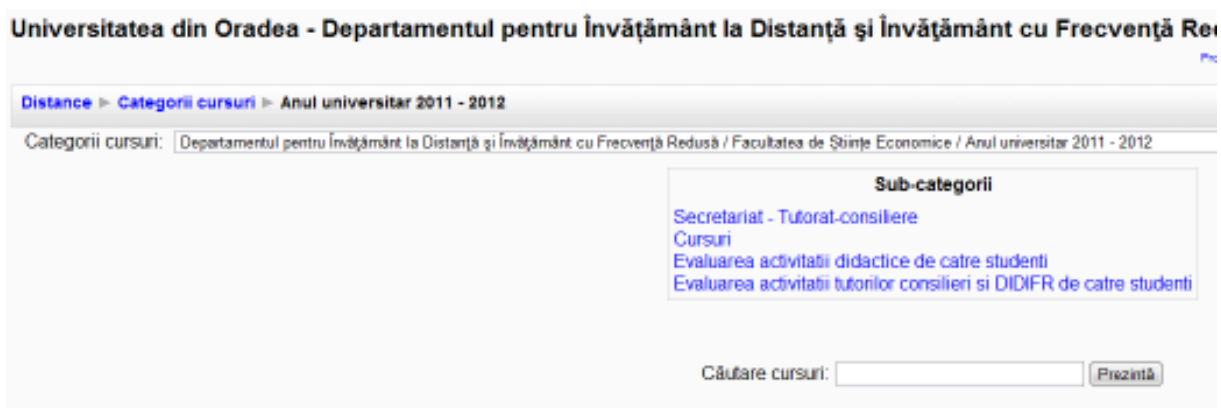 Universitatea din Oradea - Departamentul pentru Învățământ la Distanță și Învăţământ cu Frecvenţă Re
Distance ► Categorii cursuri ► Anul universitar 2011 - 2012
Categorii cursuri: Departamentul pentru Învăţământ la Distanţă şi Învăţământ cu Frecvenţă Redusă / Facultatea de Ştiinţe Economice / Anul universitar 2011 - 2012
Sub-categorii
Secretariat - Tutorat-consiliere
Cursuri
Evaluarea activitatii didactice de catre studenti
Evaluarea activitatii tutorilor consilieri si DIDIFR de catre studenti
Căutare cursuri: Prezintă